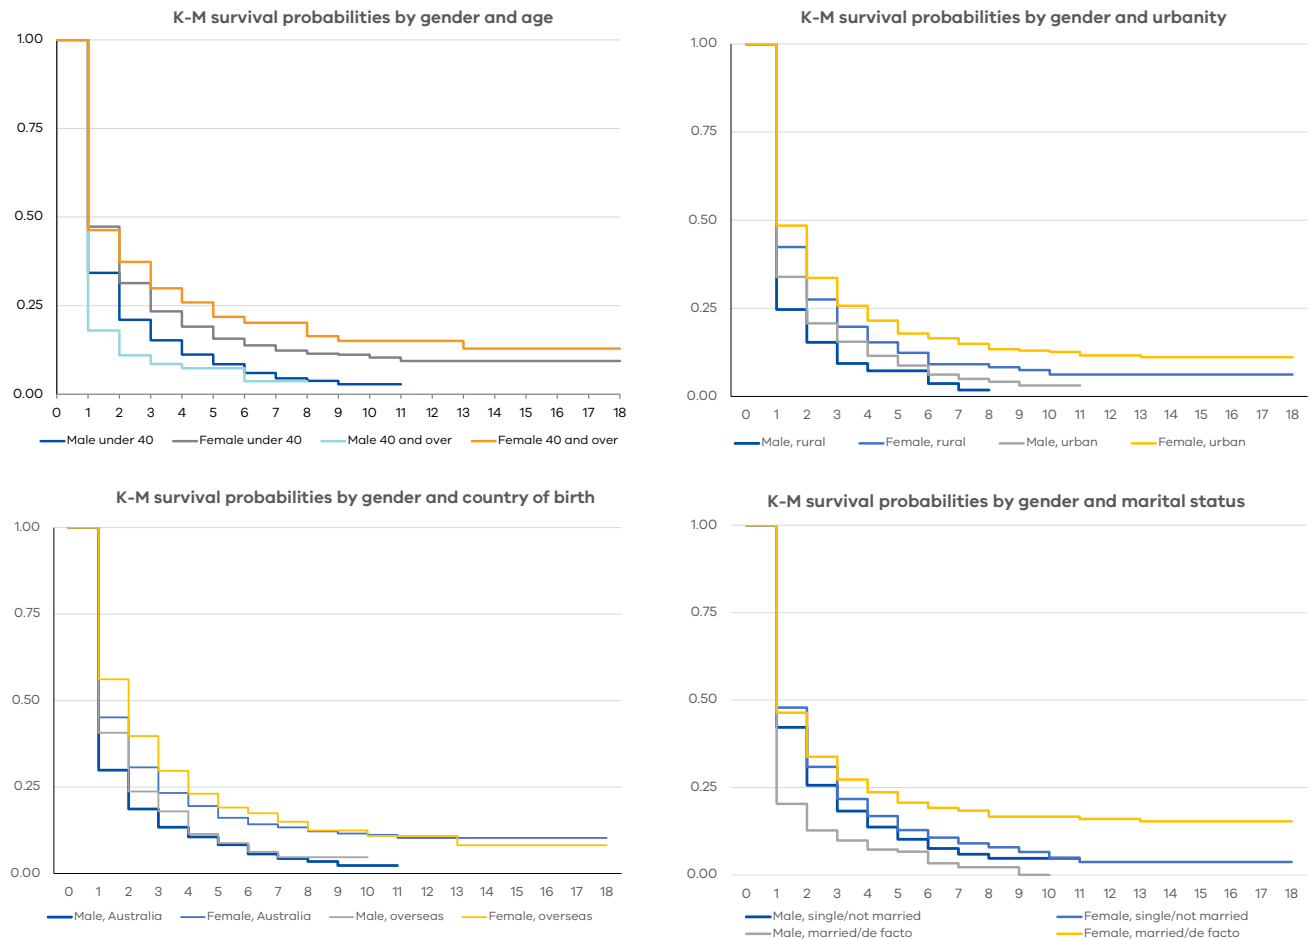 K-M survival probabilities by gender and age
1.00
0.75
0.50
0.25
0.00
0 1 2 3 4 5 6 7 8 9 10 11 12 13 14 15 16 17 18
Male under 40 Female under 40 Male 40 and over Female 40 and over
K-M survival probabilities by gender and urbanity
1.00
0.75
0.50
0.25
0.00
0 1 2 3 4 5 6 7 8 9 10 11 12 13 14 15 16 17 18
Male, rural Female, rural Male, urban Female, urban
K-M survival probabilities by gender and country of birth
1.00
0.75
0.50
0.25
0.00
0 1 2 3 4 5 6 7 8 9 10 11 12 13 14 15 16 17 18
Male, Australia Female, Australia Male, overseas Female, overseas
K-M survival probabilities by gender and marital status
1.00
0.75
0.50
0.25
0.00
0 1 2 3 4 5 6 7 8 9 10 11 12 13 14 15 16 17 18
Male, single/not married Female, single/not married
Male, married/de facto Female, married/de facto